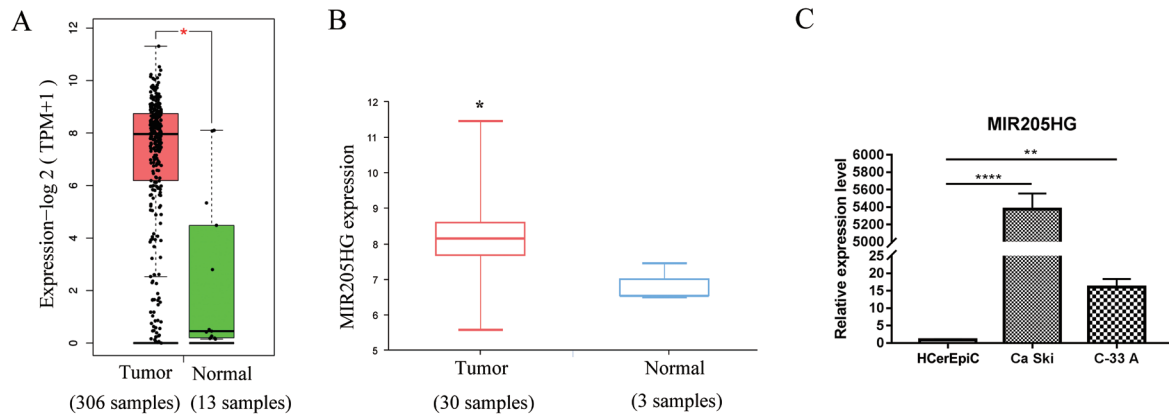 A
Expression−log 2 ( TPM+1 )
12
10
8
6
4
2
0
*
Tumor
Normal
(306 samples)
(13 samples)
B
MIR205HG expression
12
11
10
9
8
7
6
5
*
Tumor
Normal
(30 samples)
(3 samples)
C
MIR205HG
Relative expression level
6000
5800
5600
5400
5200
5000
25
20
15
10
5
0
**
****
HCerEpiC
Ca Ski
C-33 A